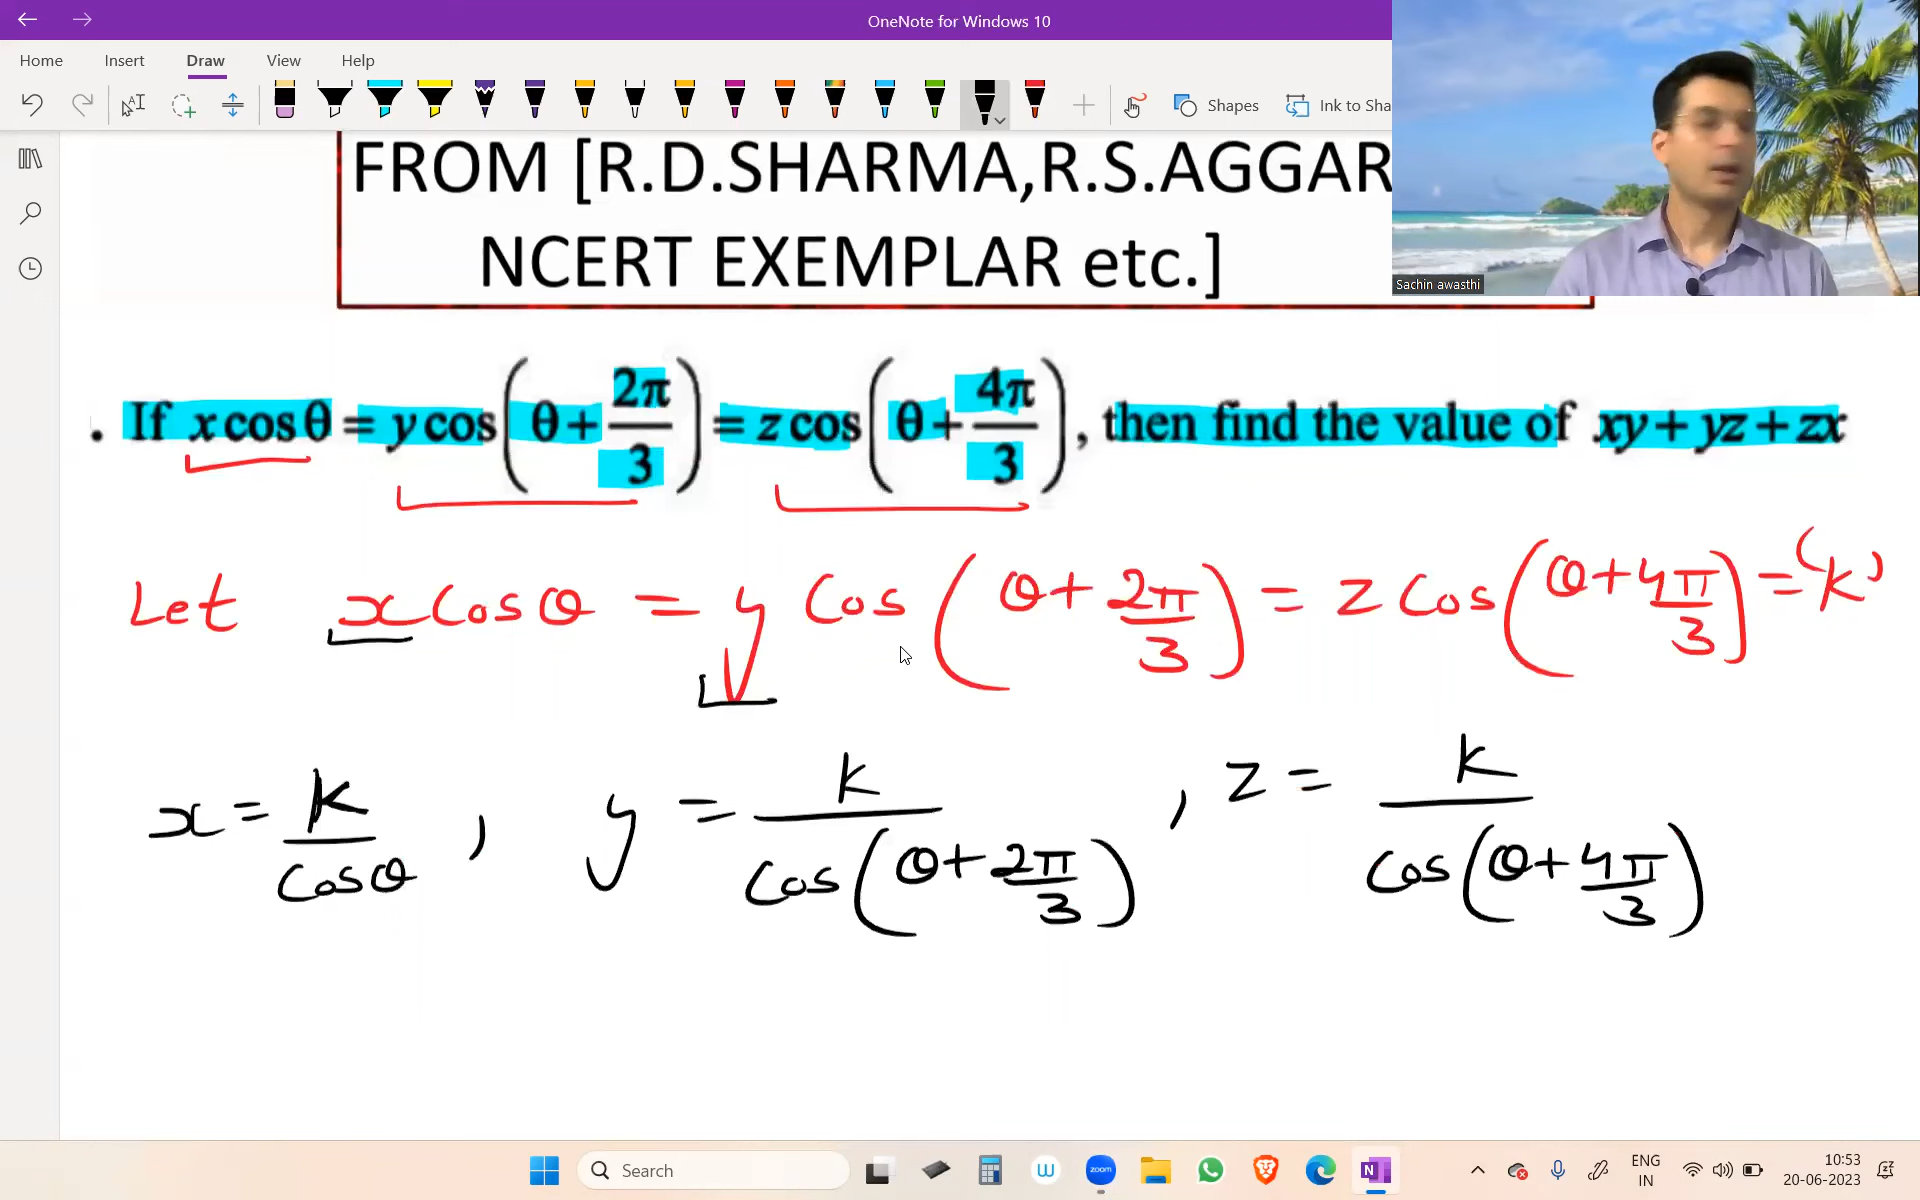 OneNote for Windows 10
Home Insert Draw View Help
Shapes Ink to Sha
FROM [R.D.SHARMA,R.S.AGGAR
NCERT EXEMPLAR etc.]
Sachin awasthi
. If x cos θ = y cos(θ + 2π/3) = z cos(θ + 4π/3), then find the value of xy + yz + zx
Let x Cos θ = y Cos(θ + 2π/3) = z Cos(θ + 4π/3) = (k)
x = k/Cos θ , y = k/Cos(θ + 2π/3) , z = k/Cos(θ + 4π/3)
Search
zoom
ENG
IN
10:53
20-06-2023